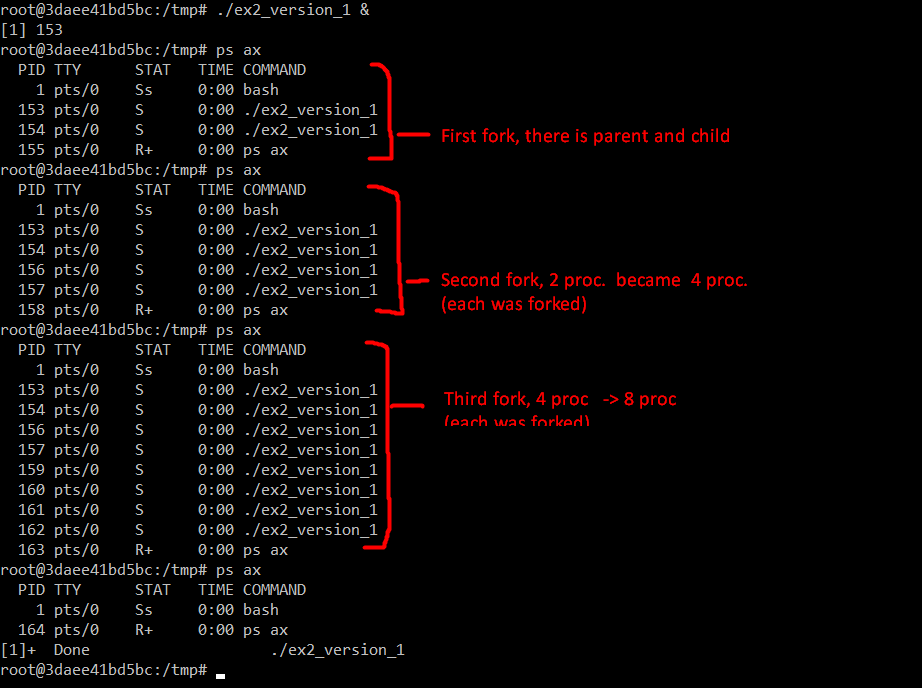 root@3daee41bd5bc:/tmp# ./ex2_version_1 &
[1] 153
root@3daee41bd5bc:/tmp# ps ax
PID TTY STAT TIME COMMAND
1 pts/0 Ss 0:00 bash
153 pts/0 S 0:00 ./ex2_version_1
154 pts/0 S 0:00 ./ex2_version_1
First fork, there is parent and child
155 pts/0 R+ 0:00 ps ax
root@3daee41bd5bc:/tmp# ps ax
PID TTY STAT TIME COMMAND
1 pts/0 Ss 0:00 bash
153 pts/0 S 0:00 ./ex2_version_1
154 pts/0 S 0:00 ./ex2_version_1
156 pts/0 S 0:00 ./ex2_version_1
Second fork, 2 proc. became 4 proc.
157 pts/0 S 0:00 ./ex2_version_1
(each was forked)
158 pts/0 R+ 0:00 ps ax
root@3daee41bd5bc:/tmp# ps ax
PID TTY STAT TIME COMMAND
1 pts/0 Ss 0:00 bash
153 pts/0 S 0:00 ./ex2_version_1
Third fork, 4 proc -> 8 proc
154 pts/0 S 0:00 ./ex2_version_1
(each was forked)
156 pts/0 S 0:00 ./ex2_version_1
157 pts/0 S 0:00 ./ex2_version_1
159 pts/0 S 0:00 ./ex2_version_1
160 pts/0 S 0:00 ./ex2_version_1
161 pts/0 S 0:00 ./ex2_version_1
162 pts/0 S 0:00 ./ex2_version_1
163 pts/0 R+ 0:00 ps ax
root@3daee41bd5bc:/tmp# ps ax
PID TTY STAT TIME COMMAND
1 pts/0 Ss 0:00 bash
164 pts/0 R+ 0:00 ps ax
[1]+ Done ./ex2_version_1
root@3daee41bd5bc:/tmp#